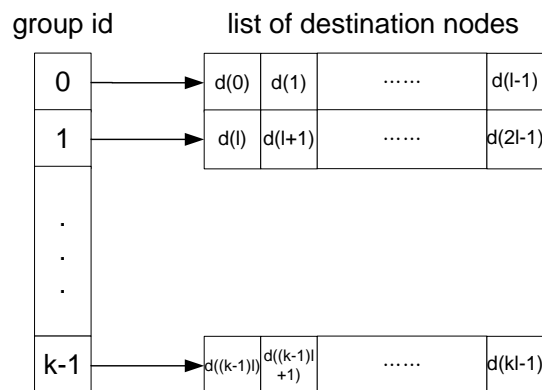 group id list of destination nodes
0 d(0) d(1) ...... d(l-1)
1 d(l) d(l+1) ...... d(2l-1)
.
.
.
k-1 d((k-1)l) d((k-1)l ...... d(kl-1)
+1)